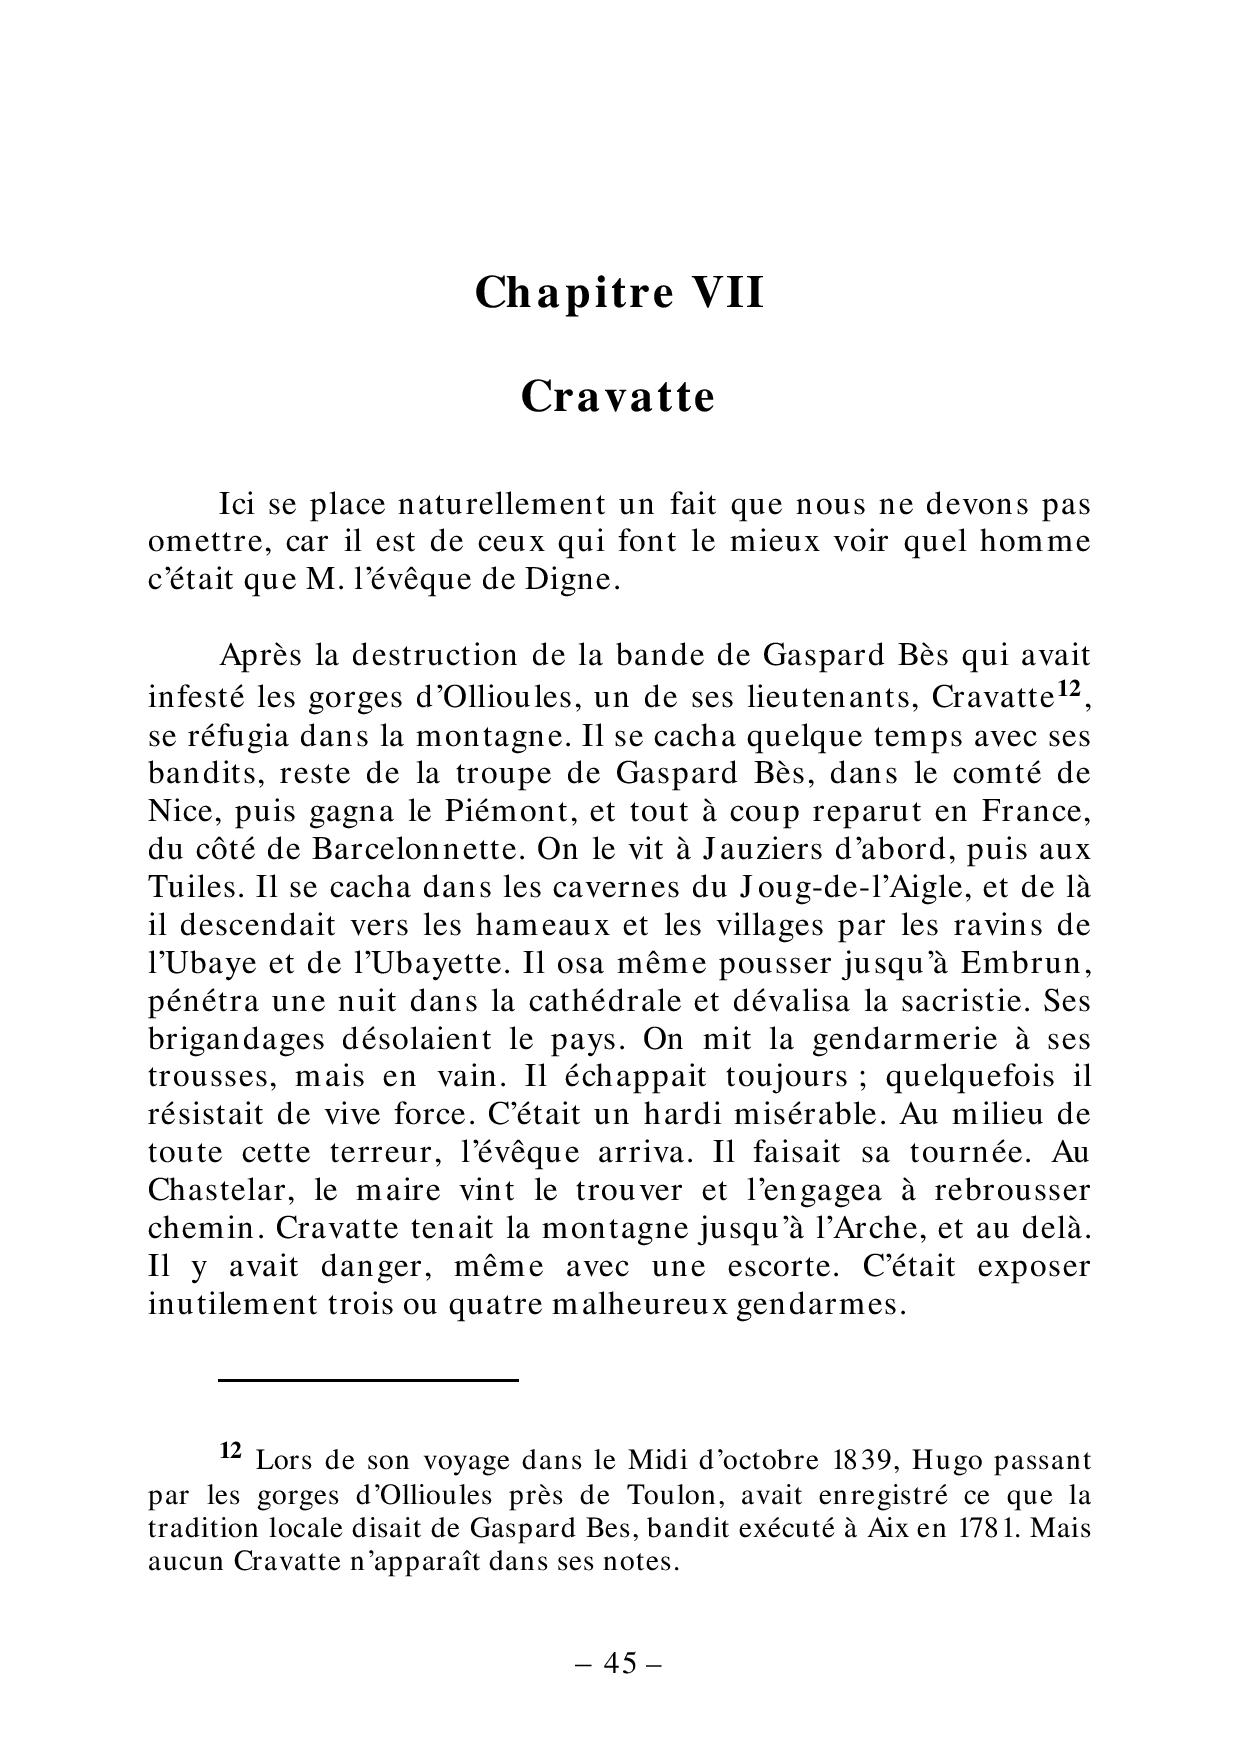 Chapitre VII
Cravatte
Ici se place naturellement un fait que nous ne devons pas
omettre, car il est de ceux qui font le mieux voir quel homme
c’était que M. l’évêque de Digne.
Après la destruction de la bande de Gaspard Bès qui avait
infesté les gorges d’Ollioules, un de ses lieutenants, Cravatte12,
se réfugia dans la montagne. Il se cacha quelque temps avec ses
bandits, reste de la troupe de Gaspard Bès, dans le comté de
Nice, puis gagna le Piémont, et tout à coup reparut en France,
du côté de Barcelonnette. On le vit à Jauziers d’abord, puis aux
Tuiles. Il se cacha dans les cavernes du Joug-de-l’Aigle, et de là
il descendait vers les hameaux et les villages par les ravins de
l’Ubaye et de l’Ubayette. Il osa même pousser jusqu’à Embrun,
pénétra une nuit dans la cathédrale et dévalisa la sacristie. Ses
brigandages désolaient le pays. On mit la gendarmerie à ses
trousses, mais en vain. Il échappait toujours ; quelquefois il
résistait de vive force. C’était un hardi misérable. Au milieu de
toute cette terreur, l’évêque arriva. Il faisait sa tournée. Au
Chastelar, le maire vint le trouver et l’engagea à rebrousser
chemin. Cravatte tenait la montagne jusqu’à l’Arche, et au delà.
Il y avait danger, même avec une escorte. C’était exposer
inutilement trois ou quatre malheureux gendarmes.
12 Lors de son voyage dans le Midi d’octobre 1839, Hugo passant
par les gorges d’Ollioules près de Toulon, avait enregistré ce que la
tradition locale disait de Gaspard Bes, bandit exécuté à Aix en 1781. Mais
aucun Cravatte n’apparaît dans ses notes.
– 45 –